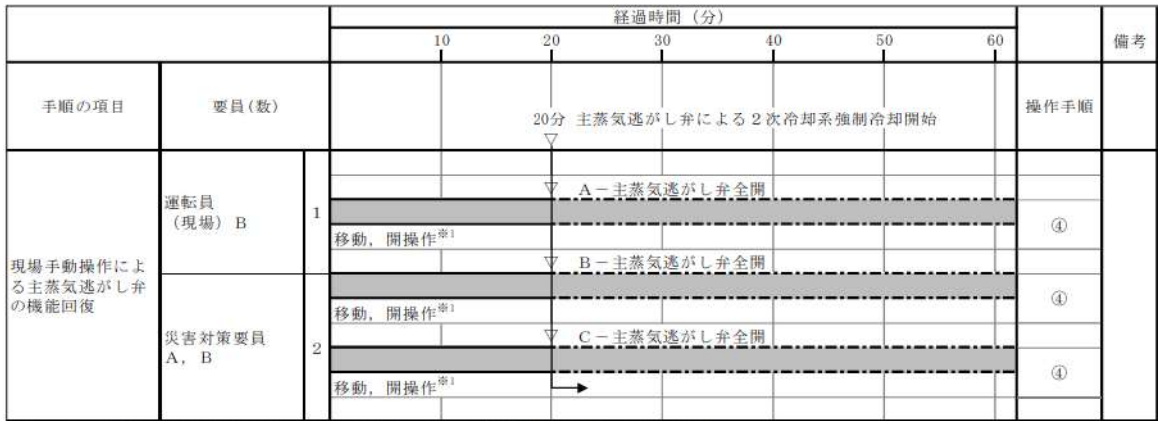 経過時間（分）
10 20 30 40 50 60
備考
手順の項目 要員(数) 操作手順
20分 主蒸気逃がし弁による２次冷却系強制冷却開始
▽
現場手動操作によ
る主蒸気逃がし弁
の機能回復
運転員
（現場）Ｂ
1
▽ Ａ－主蒸気逃がし弁全開
移動，開操作※1
④
災害対策要員
Ａ，Ｂ
2
▽ Ｂ－主蒸気逃がし弁全開
移動，開操作※1
④
▽ Ｃ－主蒸気逃がし弁全開
移動，開操作※1
④